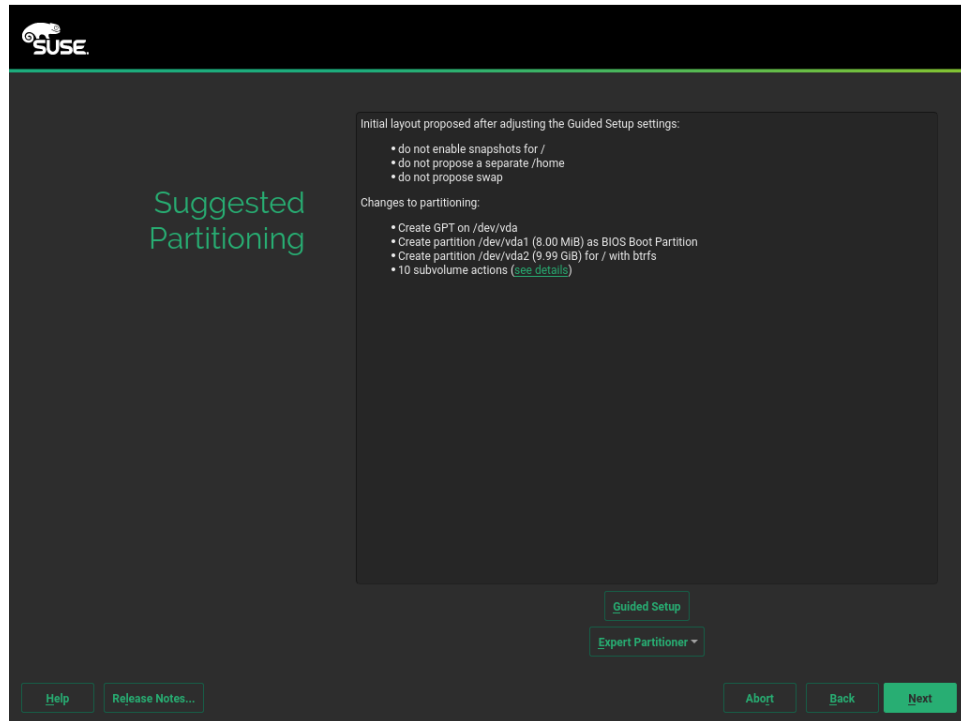 SUSE.
Suggested
Partitioning
Initial layout proposed after adjusting the Guided Setup settings:
• do not enable snapshots for /
• do not propose a separate /home
• do not propose swap
Changes to partitioning:
• Create GPT on /dev/vda
• Create partition /dev/vda1 (8.00 MiB) as BIOS Boot Partition
• Create partition /dev/vda2 (9.99 GiB) for / with btrfs
• 10 subvolume actions (see details)
Guided Setup
Expert Partitioner
Help Release Notes... Abort Back Next